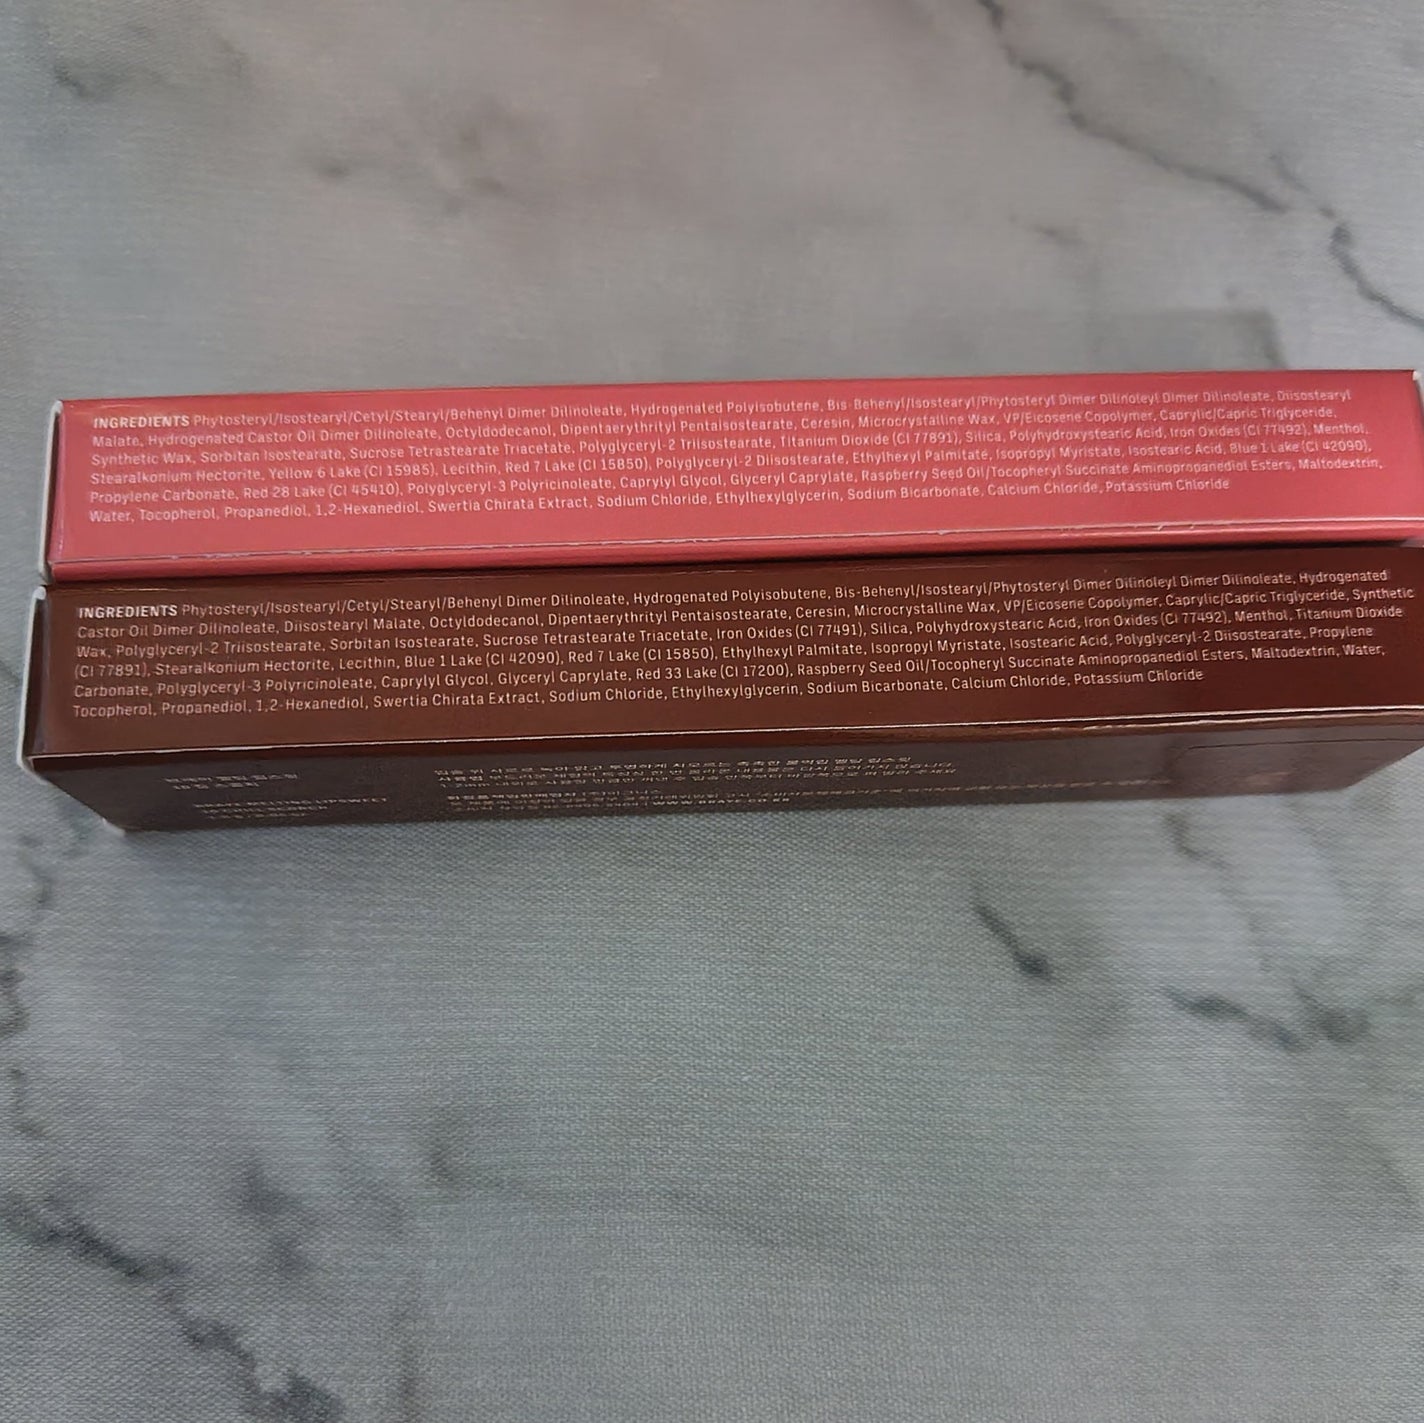 INGREDIENTS Phytosteryl/Isostearyl/Cetyl/Stearyl/Behenyl Dimer Dilinoleate, Hydrogenated Polyisobutene, Bis-Behenyl/Isostearyl/Phytosteryl Dimer Dilinoleyl Dimer Dilinoleate, Diisostearyl
Malate, Hydrogenated Castor Oil Dimer Dilinoleate, Octyldodecanol, Dipentaerythrityl Pentaisostearate, Ceresin, Microcrystalline Wax, VP/Eicosene Copolymer, Caprylic/Capric Triglyceride,
Synthetic Wax, Sorbitan Isostearate, Sucrose Tetrastearate Triacetate, Polyglyceryl-2 Triisostearate, Titanium Dioxide (CI 77891), Silica, Polyhydroxystearic Acid, Iron Oxides (CI 77492), Menthol,
Stearalkonium Hectorite, Yellow 6 Lake (CI 15985), Lecithin, Red 7 Lake (CI 15850), Polyglyceryl-2 Diisostearate, Ethylhexyl Palmitate, Isopropyl Myristate, Isostearic Acid, Blue 1 Lake (CI 42090),
Propylene Carbonate, Red 28 Lake (CI 45410), Polyglyceryl-3 Polyricinoleate, Caprylyl Glycol, Glyceryl Caprylate, Raspberry Seed Oil/Tocopheryl Succinate Aminopropanediol Esters, Maltodextrin,
Water, Tocopherol, Propanediol, 1,2-Hexanediol, Swertia Chirata Extract, Sodium Chloride, Ethylhexylglycerin, Sodium Bicarbonate, Calcium Chloride, Potassium Chloride
INGREDIENTS Phytosteryl/Isostearyl/Cetyl/Stearyl/Behenyl Dimer Dilinoleate, Hydrogenated Polyisobutene, Bis-Behenyl/Isostearyl/Phytosteryl Dimer Dilinoleyl Dimer Dilinoleate, Hydrogenated
Castor Oil Dimer Dilinoleate, Diisostearyl Malate, Octyldodecanol, Dipentaerythrityl Pentaisostearate, Ceresin, Microcrystalline Wax, VP/Eicosene Copolymer, Caprylic/Capric Triglyceride, Synthetic
Wax, Polyglyceryl-2 Triisostearate, Sorbitan Isostearate, Sucrose Tetrastearate Triacetate, Iron Oxides (CI 77491), Silica, Polyhydroxystearic Acid, Iron Oxides (CI 77492), Menthol, Titanium Dioxide
(CI 77891), Stearalkonium Hectorite, Lecithin, Blue 1 Lake (CI 42090), Red 7 Lake (CI 15850), Ethylhexyl Palmitate, Isopropyl Myristate, Isostearic Acid, Polyglyceryl-2 Diisostearate, Propylene
Carbonate, Polyglyceryl-3 Polyricinoleate, Caprylyl Glycol, Glyceryl Caprylate, Red 33 Lake (CI 17200), Raspberry Seed Oil/Tocopheryl Succinate Aminopropanediol Esters, Maltodextrin, Water,
Tocopherol, Propanediol, 1,2-Hexanediol, Swertia Chirata Extract, Sodium Chloride, Ethylhexylglycerin, Sodium Bicarbonate, Calcium Chloride, Potassium Chloride
BRAYE MELTING LIPSWEET
WWW.BRAYE.CO.KR